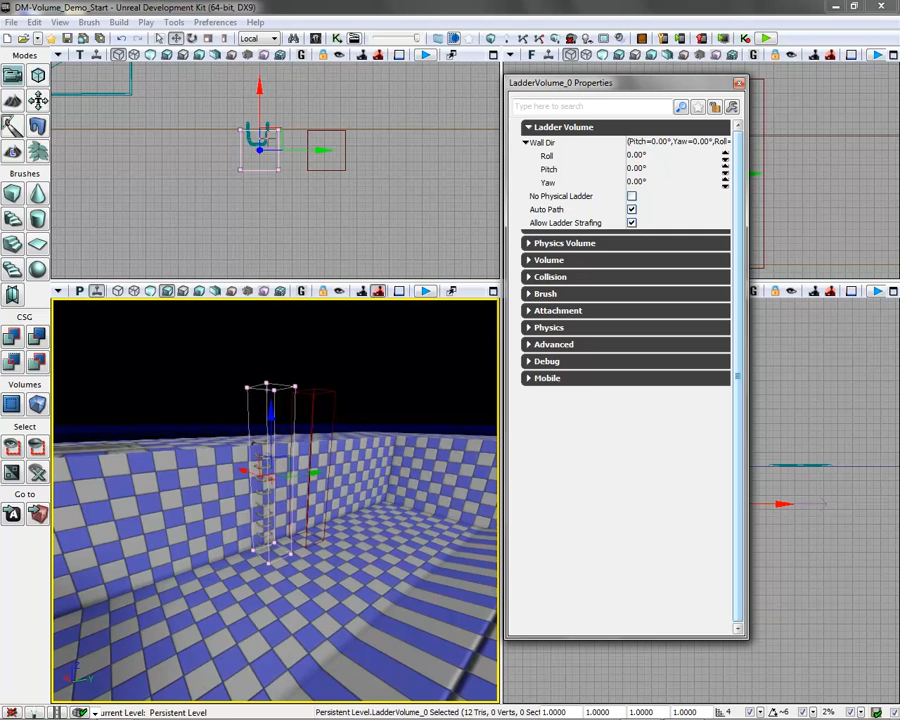 DM-Volume_Demo_Start - Unreal Development Kit (64-bit, DX9)
File Edit View Brush Build Play Tools Preferences Help
Local
Modes
T G F
LadderVolume_0 Properties
Type here to search
Ladder Volume
Wall Dir (Pitch=0.00°,Yaw=0.00°,Roll=
Roll 0.00°
Pitch 0.00°
Yaw 0.00°
No Physical Ladder
Auto Path
Allow Ladder Strafing
Physics Volume
Volume
Collision
Brush
Attachment
Physics
Advanced
Debug
Mobile
Brushes
P G G
CSG
Volumes
Select
Go to
Z
Y
urrent Level: Persistent Level Persistent Level.LadderVolume_0 Selected (12 Tris, 0 Verts, 0 Sect 1.0000 1.0000 1.0000 4 ~6 2%